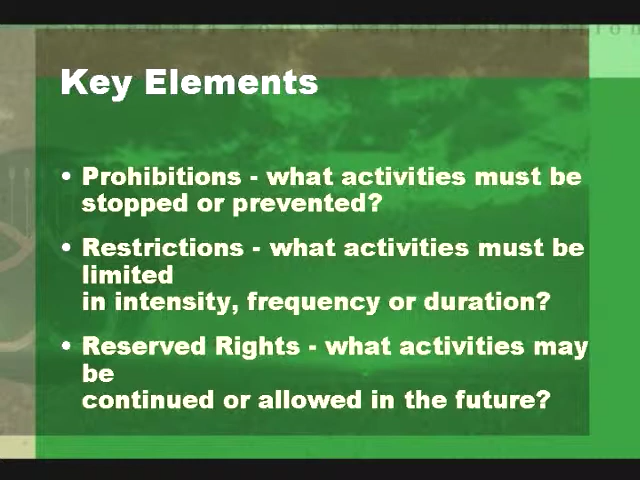 Key Elements
• Prohibitions - what activities must be
stopped or prevented?
• Restrictions - what activities must be
limited
in intensity, frequency or duration?
• Reserved Rights - what activities may
be
continued or allowed in the future?